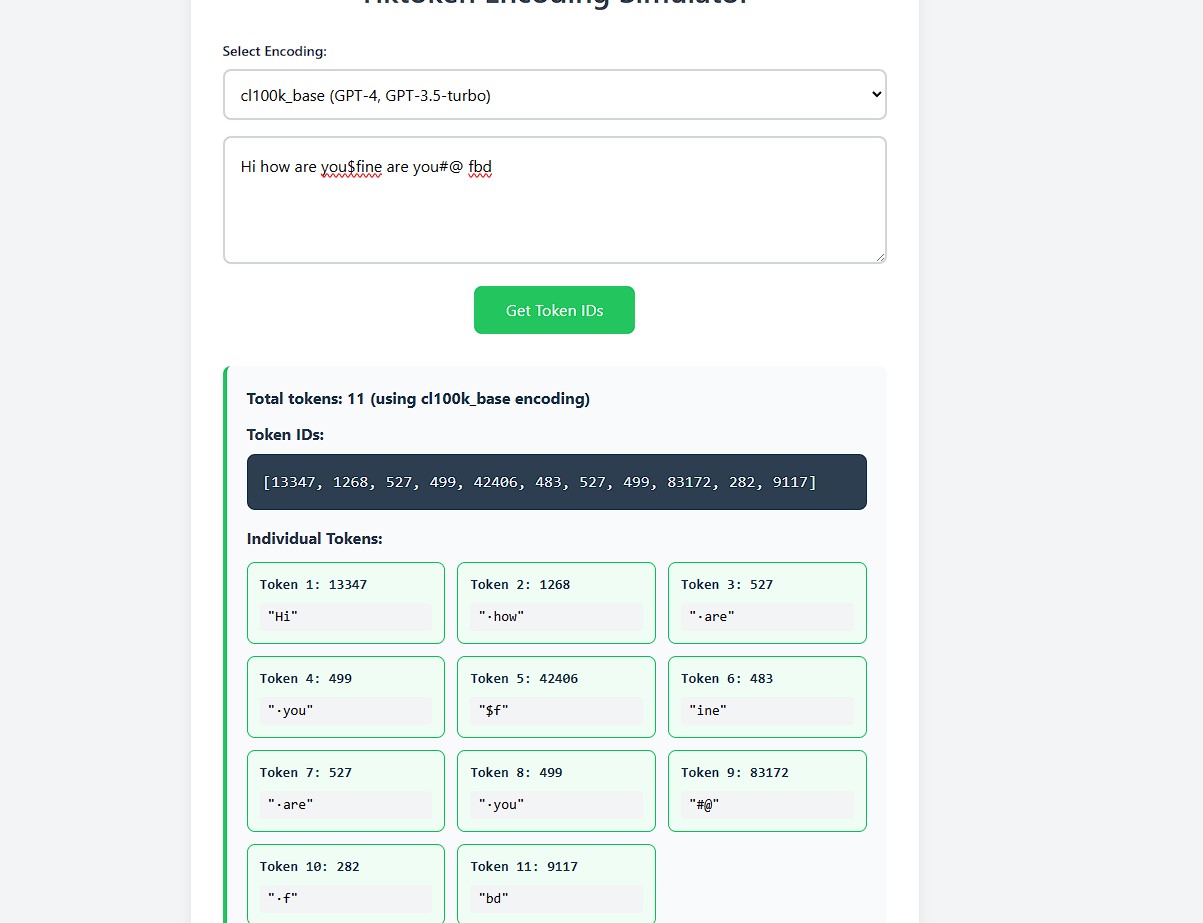 Tiktoken Encoding Simulator
Select Encoding:
cl100k_base (GPT-4, GPT-3.5-turbo)
Hi how are you$fine are you#@ fbd
Get Token IDs
Total tokens: 11 (using cl100k_base encoding)
Token IDs:
[13347, 1268, 527, 499, 42406, 483, 527, 499, 83172, 282, 9117]
Individual Tokens:
Token 1: 13347
"Hi"
Token 2: 1268
"·how"
Token 3: 527
"·are"
Token 4: 499
"·you"
Token 5: 42406
"$f"
Token 6: 483
"ine"
Token 7: 527
"·are"
Token 8: 499
"·you"
Token 9: 83172
"#@"
Token 10: 282
"·f"
Token 11: 9117
"bd"